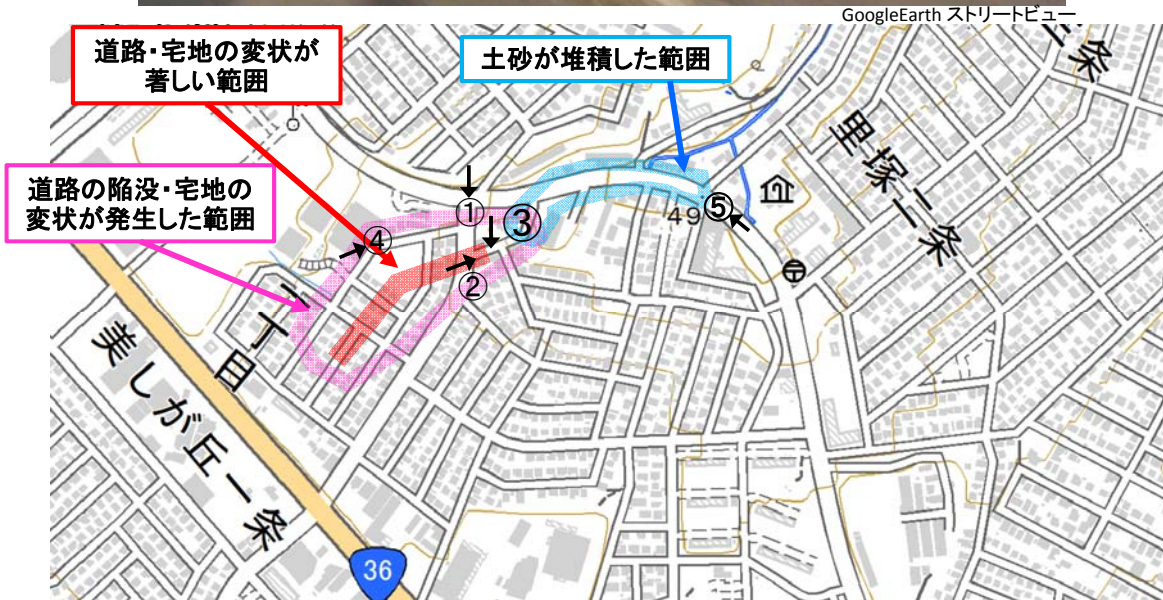 GoogleEarth ストリートビュー
道路・宅地の変状が
著しい範囲
土砂が堆積した範囲
道路の陥没・宅地の
変状が発生した範囲
里塚二条
一丁目
美しが丘一条
①
②
③
④
⑤
49
36